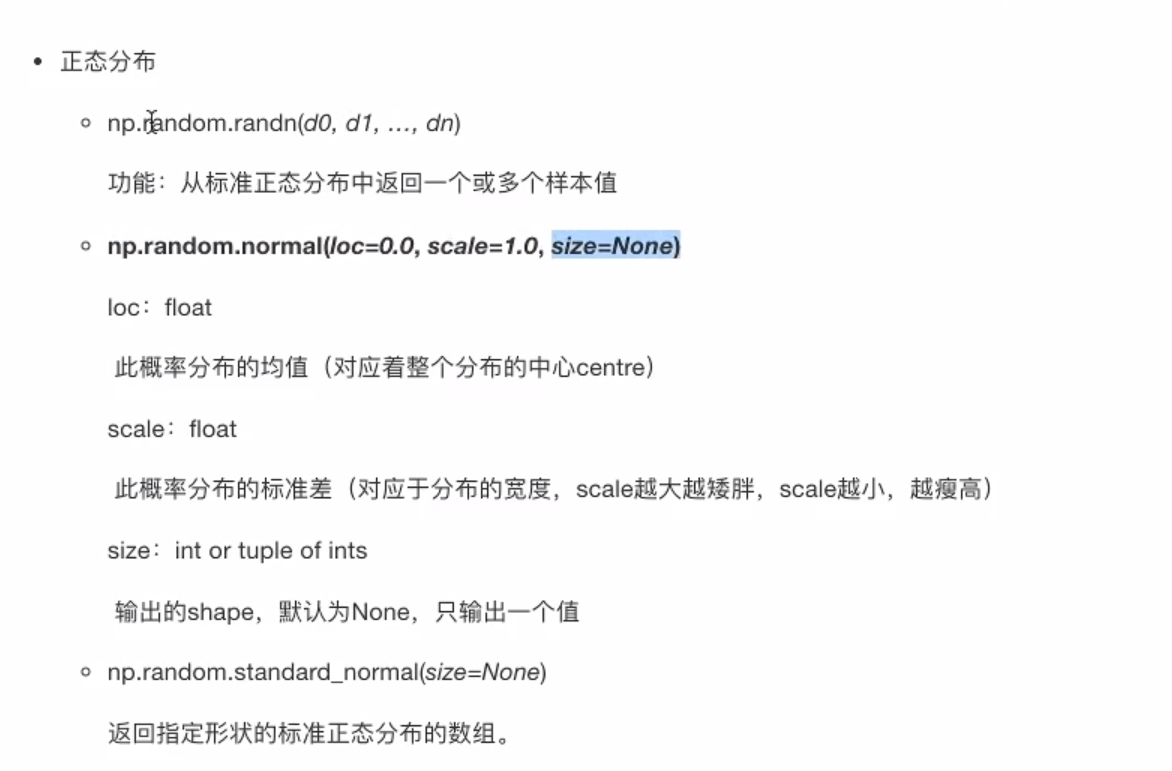 正态分布
np.random.randn(d0, d1, …, dn)
功能：从标准正态分布中返回一个或多个样本值
np.random.normal(loc=0.0, scale=1.0, size=None)
loc：float
此概率分布的均值（对应着整个分布的中心centre）
scale：float
此概率分布的标准差（对应于分布的宽度，scale越大越矮胖，scale越小，越瘦高）
size：int or tuple of ints
输出的shape，默认为None，只输出一个值
np.random.standard_normal(size=None)
返回指定形状的标准正态分布的数组。